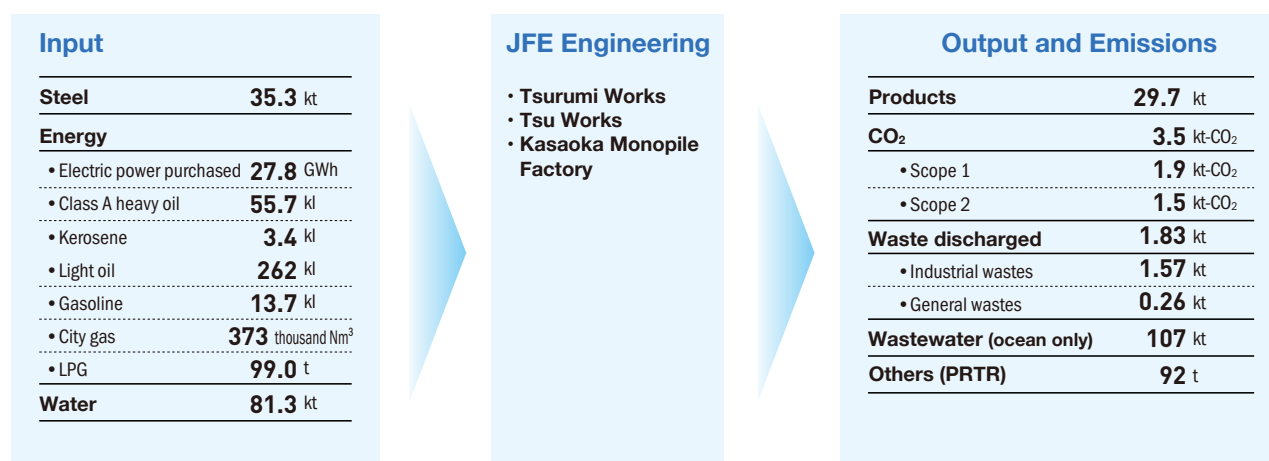 Input
Steel 35.3 kt
Energy
• Electric power purchased 27.8 GWh
• Class A heavy oil 55.7 kl
• Kerosene 3.4 kl
• Light oil 262 kl
• Gasoline 13.7 kl
• City gas 373 thousand Nm³
• LPG 99.0 t
Water 81.3 kt
JFE Engineering
・Tsurumi Works
・Tsu Works
・Kasaoka Monopile
Factory
Output and Emissions
Products 29.7 kt
CO₂ 3.5 kt-CO₂
• Scope 1 1.9 kt-CO₂
• Scope 2 1.5 kt-CO₂
Waste discharged 1.83 kt
• Industrial wastes 1.57 kt
• General wastes 0.26 kt
Wastewater (ocean only) 107 kt
Others (PRTR) 92 t